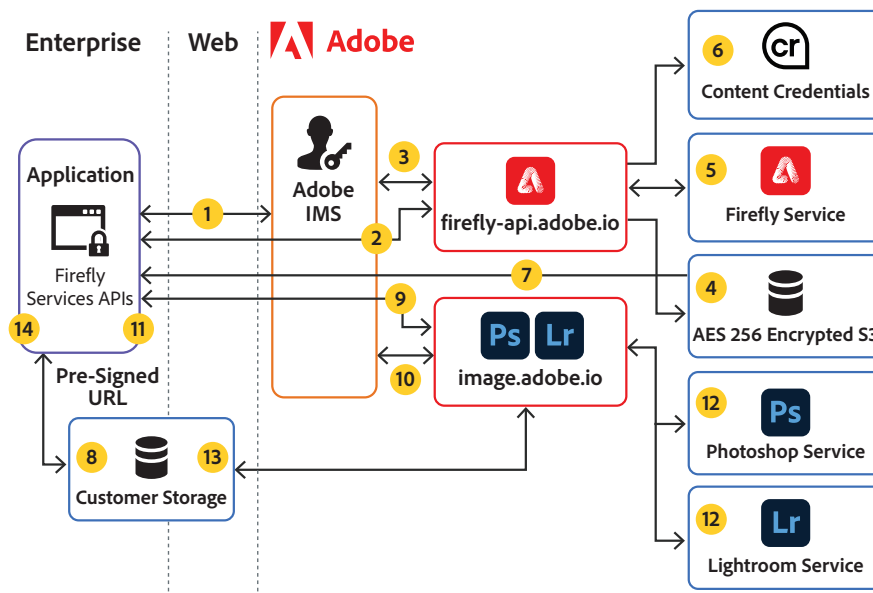 Enterprise
Web
Adobe
6
cr
Content Credentials
Application
Firefly
Services APIs
14
11
1
Adobe
IMS
3
2
firefly-api.adobe.io
5
Firefly Service
7
4
AES 256 Encrypted S3
9
10
Ps
Lr
image.adobe.io
Pre-Signed
URL
8
13
Customer Storage
12
Ps
Photoshop Service
12
Lr
Lightroom Service